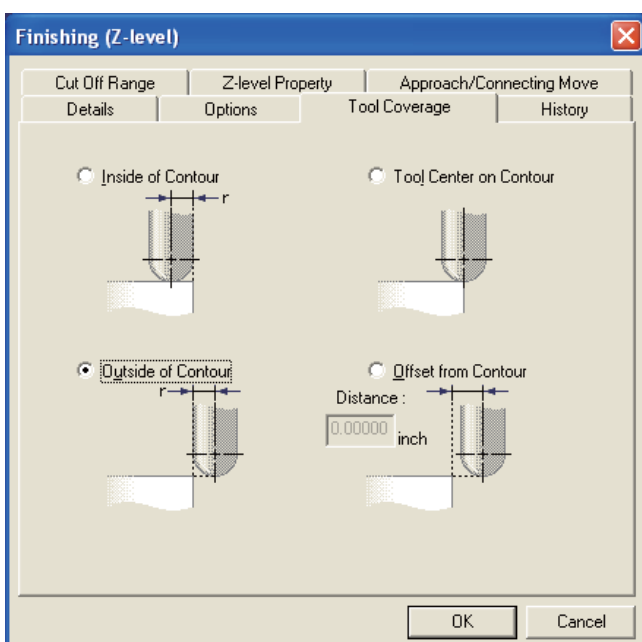 Finishing (Z-level)
Cut Off Range Z-level Property Approach/Connecting Move
Details Options Tool Coverage History
Inside of Contour Tool Center on Contour
r
Outside of Contour Offset from Contour
r
Distance :
0.00000 inch
OK Cancel